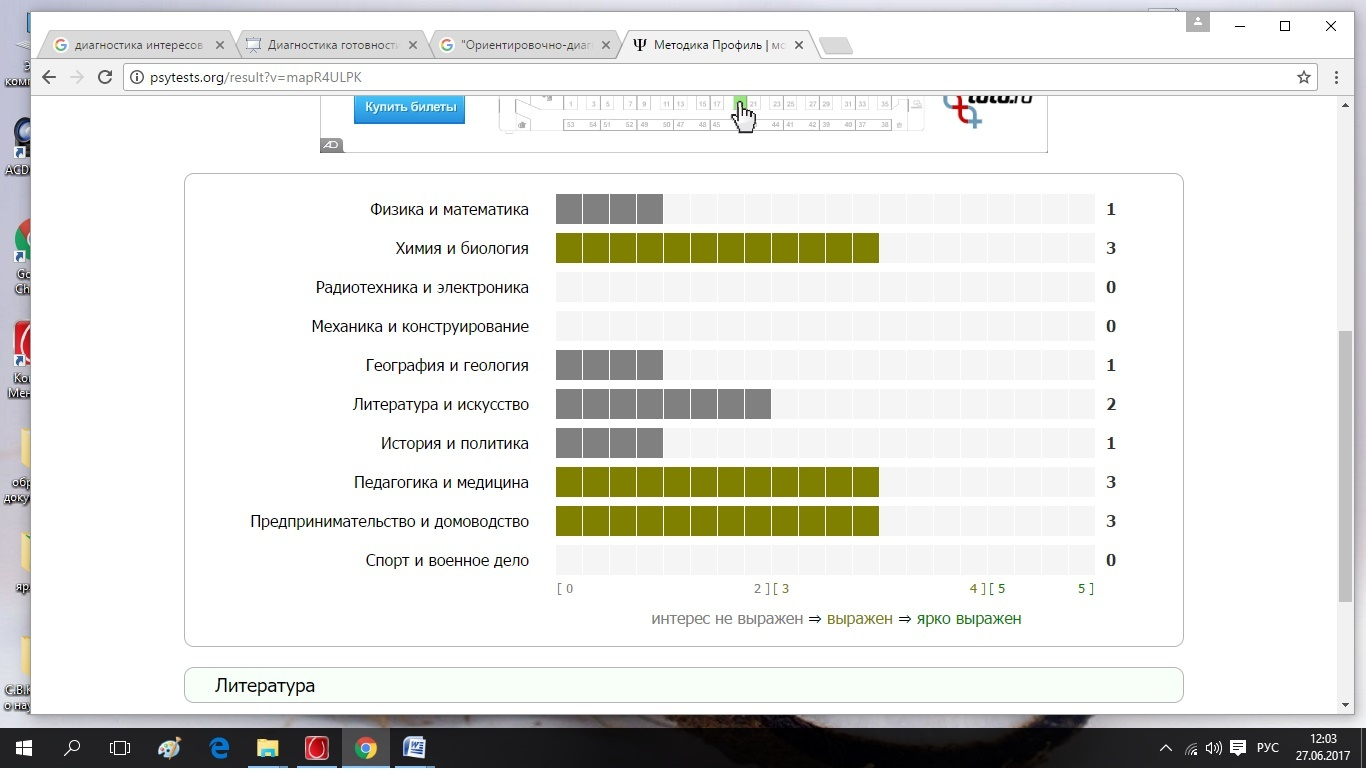 диагностика интересов
Диагностика готовности
"Ориентировочно-диаг
Методика Профиль | мо
psytests.org/result?v=mapR4ULPK
Купить билеты
AD
Физика и математика 1
Химия и биология 3
Радиотехника и электроника 0
Механика и конструирование 0
География и геология 1
Литература и искусство 2
История и политика 1
Педагогика и медицина 3
Предпринимательство и домоводство 3
Спорт и военное дело 0
[ 0 2 ][ 3 4 ][ 5 5 ]
интерес не выражен ⇒ выражен ⇒ ярко выражен
Литература
РУС
12:03
27.06.2017